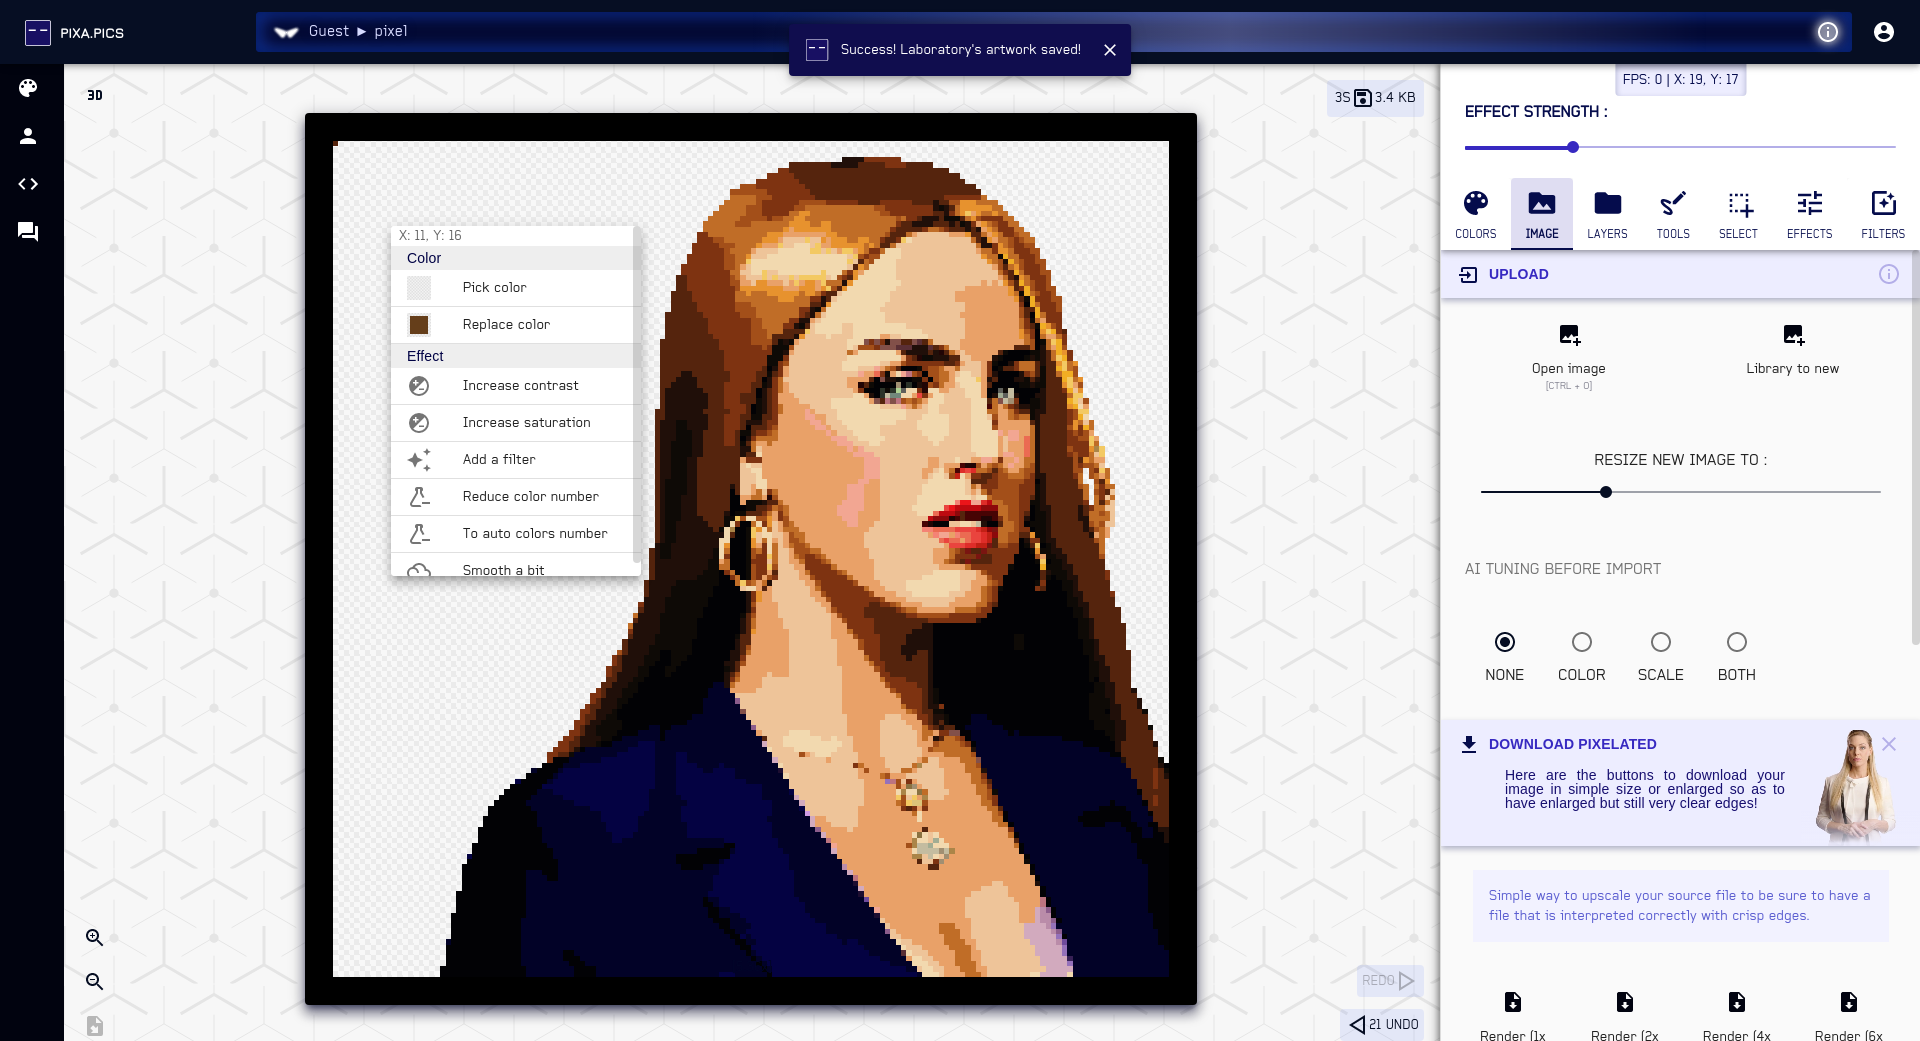 PIXA.PICS
Guest ► pixel
Success! Laboratory's artwork saved!
3D
3S 3.4 KB
FPS: 0 | X: 19, Y: 17
EFFECT STRENGTH :
COLORS
IMAGE
LAYERS
TOOLS
SELECT
EFFECTS
FILTERS
X: 11, Y: 16
Color
Pick color
Replace color
Effect
Increase contrast
Increase saturation
Add a filter
Reduce color number
To auto colors number
Smooth a bit
UPLOAD
Open image
[CTRL + O]
Library to new
RESIZE NEW IMAGE TO :
AI TUNING BEFORE IMPORT
NONE
COLOR
SCALE
BOTH
DOWNLOAD PIXELATED
Here are the buttons to download your
image in simple size or enlarged so as to
have enlarged but still very clear edges!
Simple way to upscale your source file to be sure to have a
file that is interpreted correctly with crisp edges.
Render (1x
Render (2x
Render (4x
Render (6x
REDO
21 UNDO